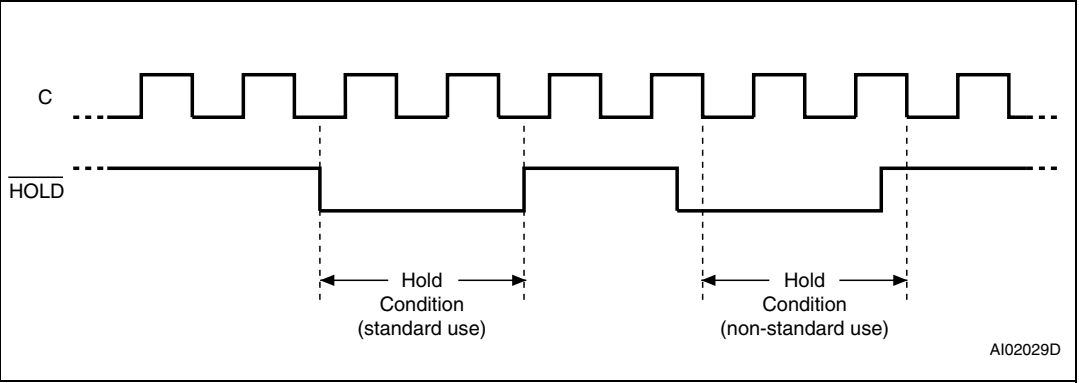 C
HOLD
Hold
Condition
(standard use)
Hold
Condition
(non-standard use)
AI02029D